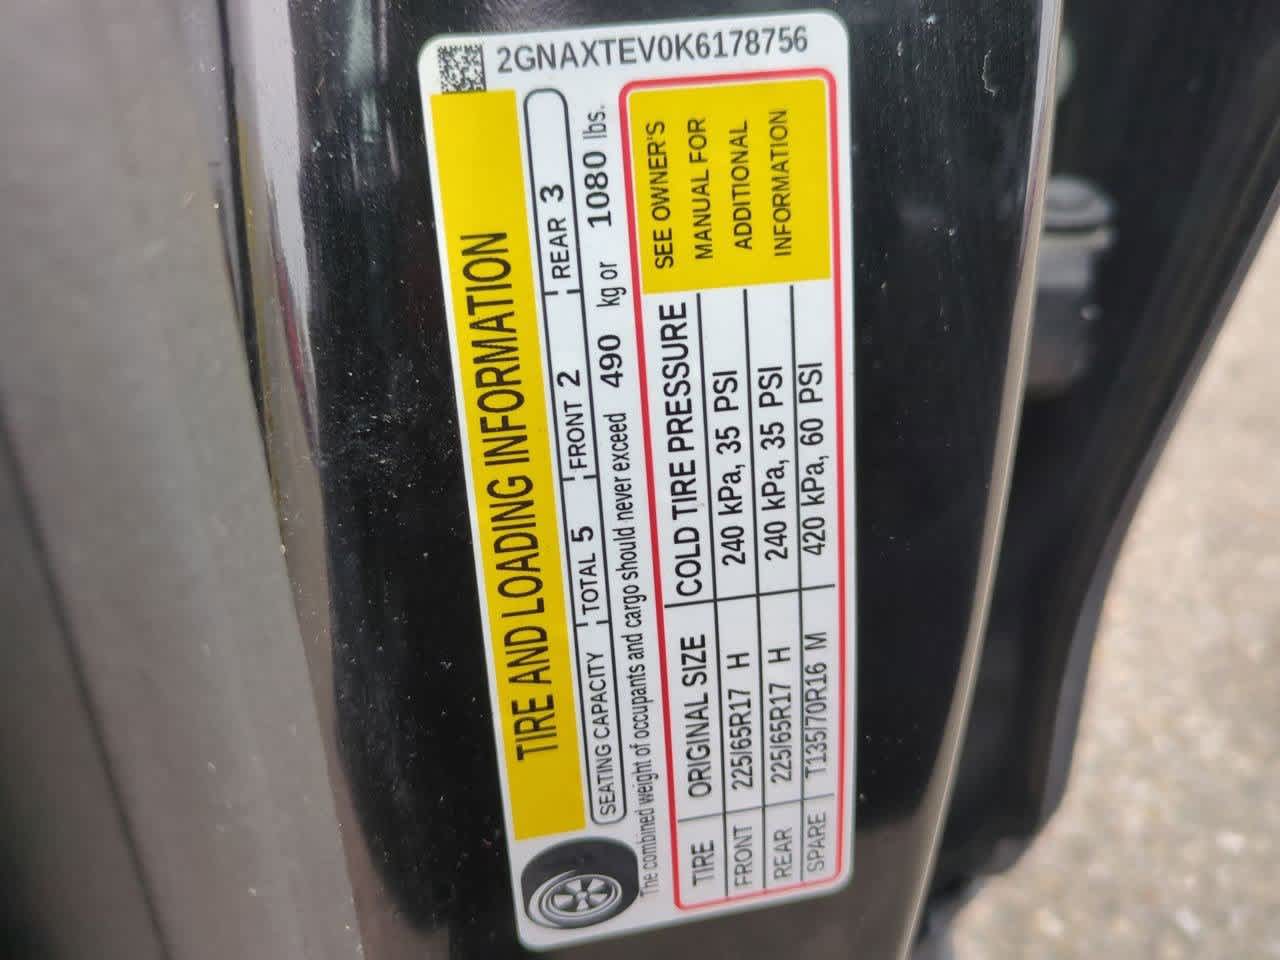 2GNAXTEV0K6178756
TIRE AND LOADING INFORMATION
SEATING CAPACITY TOTAL 5 FRONT 2 REAR 3
The combined weight of occupants and cargo should never exceed 490 kg or 1080 lbs.
TIRE ORIGINAL SIZE COLD TIRE PRESSURE
FRONT 225/65R17 H 240 kPa, 35 PSI
REAR 225/65R17 H 240 kPa, 35 PSI
SPARE T135/70R16 M 420 kPa, 60 PSI
SEE OWNER'S
MANUAL FOR
ADDITIONAL
INFORMATION